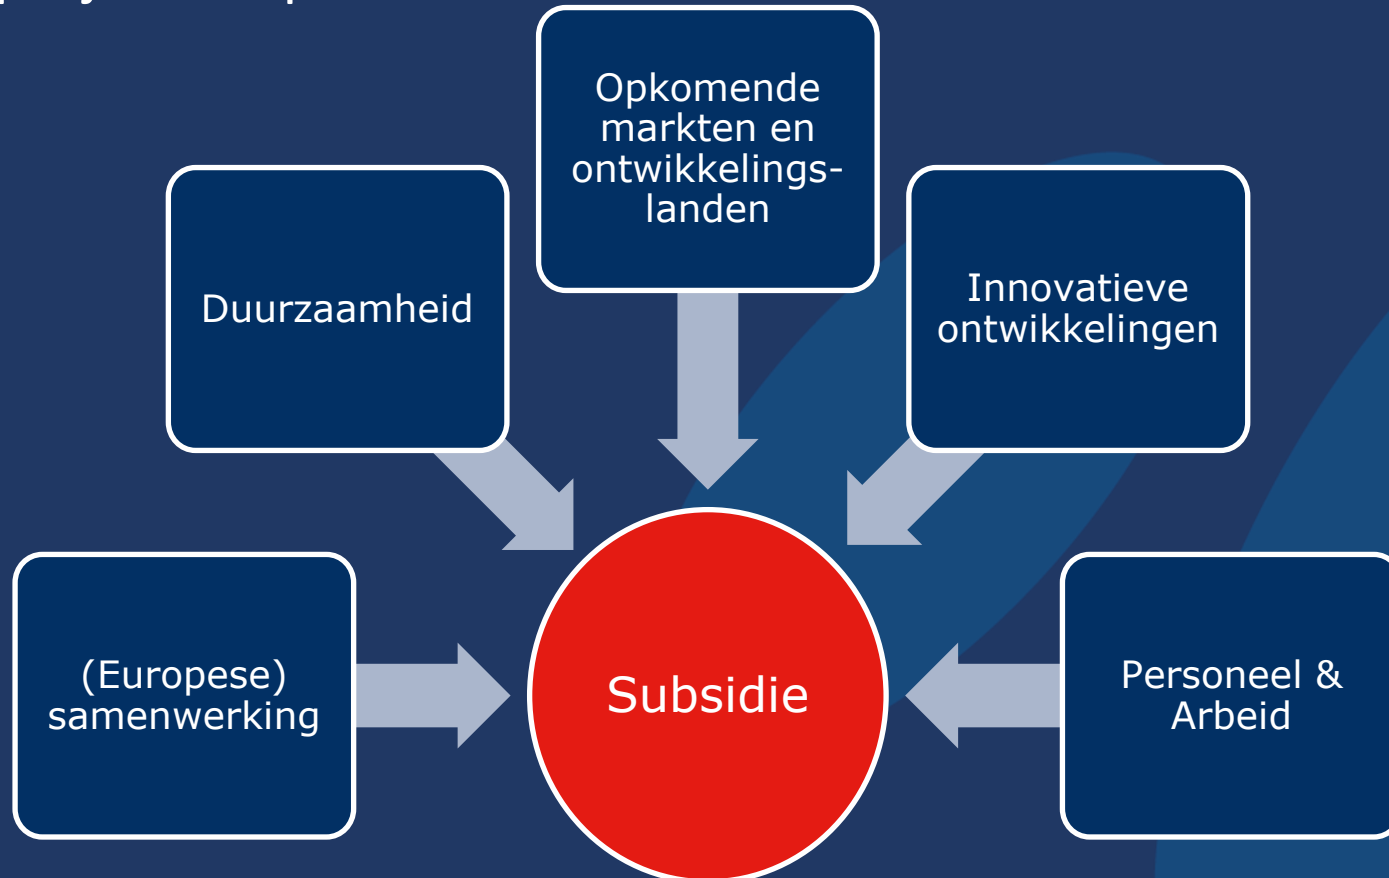 Opkomende
markten en
ontwikkelings-
landen
Duurzaamheid
Innovatieve
ontwikkelingen
(Europese)
samenwerking
Subsidie
Personeel &
Arbeid